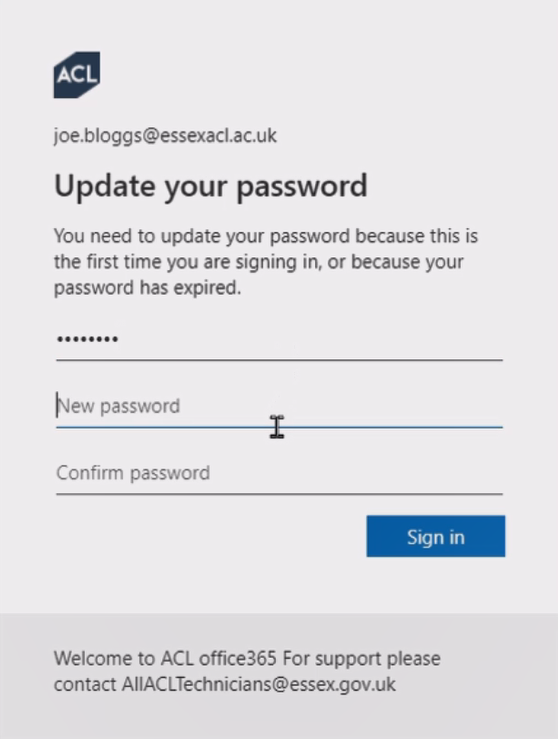 ACL
joe.bloggs@essexacl.ac.uk
Update your password
You need to update your password because this is
the first time you are signing in, or because your
password has expired.
••••••••
New password
Confirm password
Sign in
Welcome to ACL office365 For support please
contact AllACLTechnicians@essex.gov.uk